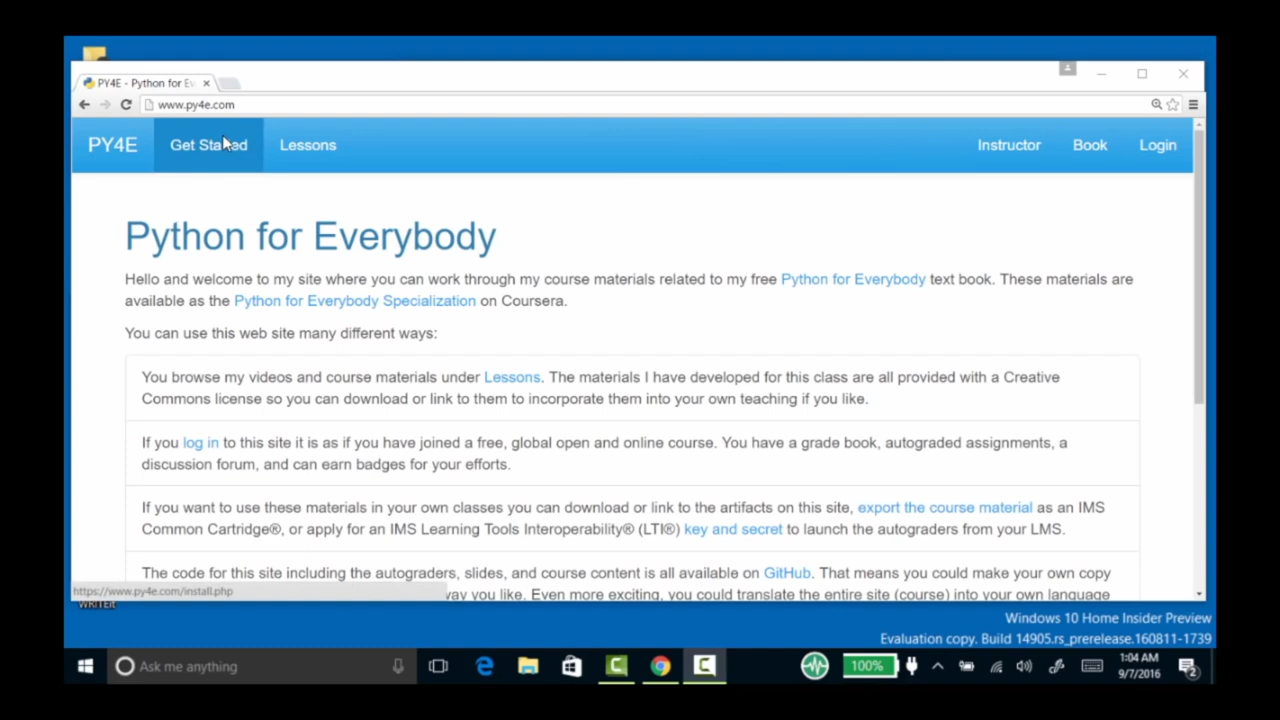 PY4E - Python for Ev
www.py4e.com
PY4E
Get Started
Lessons
Instructor
Book
Login
Python for Everybody
Hello and welcome to my site where you can work through my course materials related to my free Python for Everybody text book. These materials are
available as the Python for Everybody Specialization on Coursera.
You can use this web site many different ways:
You browse my videos and course materials under Lessons. The materials I have developed for this class are all provided with a Creative
Commons license so you can download or link to them to incorporate them into your own teaching if you like.
If you log in to this site it is as if you have joined a free, global open and online course. You have a grade book, autograded assignments, a
discussion forum, and can earn badges for your efforts.
If you want to use these materials in your own classes you can download or link to the artifacts on this site, export the course material as an IMS
Common Cartridge®, or apply for an IMS Learning Tools Interoperability® (LTI®) key and secret to launch the autograders from your LMS.
The code for this site including the autograders, slides, and course content is all available on GitHub. That means you could make your own copy
way you like. Even more exciting, you could translate the entire site (course) into your own language
https://www.py4e.com/install.php
WRITEit
Windows 10 Home Insider Preview
Evaluation copy. Build 14905.rs_prerelease.160811-1739
Ask me anything
100%
1:04 AM
9/7/2016
2